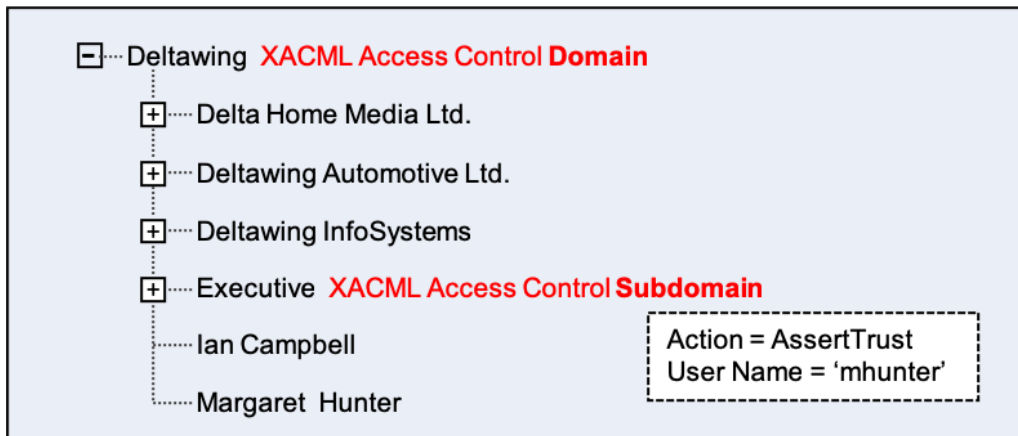 Deltawing XACML Access Control Domain
Delta Home Media Ltd.
Deltawing Automotive Ltd.
Deltawing InfoSystems
Executive XACML Access Control Subdomain
Ian Campbell
Margaret Hunter
Action = AssertTrust
User Name = ‘mhunter’